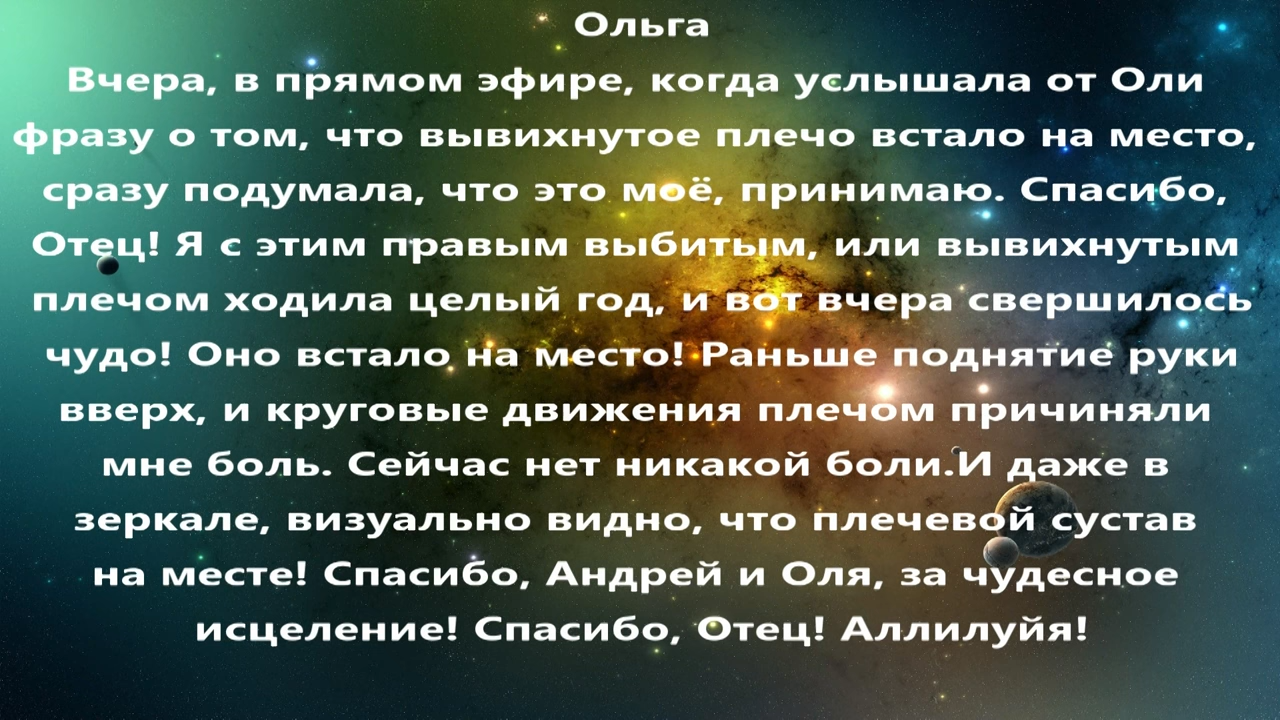 Ольга
Вчера, в прямом эфире, когда услышала от Оли
фразу о том, что вывихнутое плечо встало на место,
сразу подумала, что это моё, принимаю. Спасибо,
Отец! Я с этим правым выбитым, или вывихнутым
плечом ходила целый год, и вот вчера свершилось
чудо! Оно встало на место! Раньше поднятие руки
вверх, и круговые движения плечом причиняли
мне боль. Сейчас нет никакой боли.И даже в
зеркале, визуально видно, что плечевой сустав
на месте! Спасибо, Андрей и Оля, за чудесное
исцеление! Спасибо, Отец! Аллилуйя!